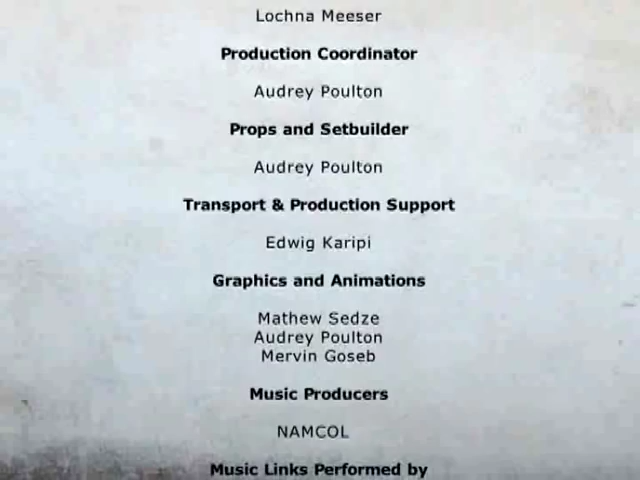 Lochna Meeser
Production Coordinator
Audrey Poulton
Props and Setbuilder
Audrey Poulton
Transport & Production Support
Edwig Karipi
Graphics and Animations
Mathew Sedze
Audrey Poulton
Mervin Goseb
Music Producers
NAMCOL
Music Links Performed by